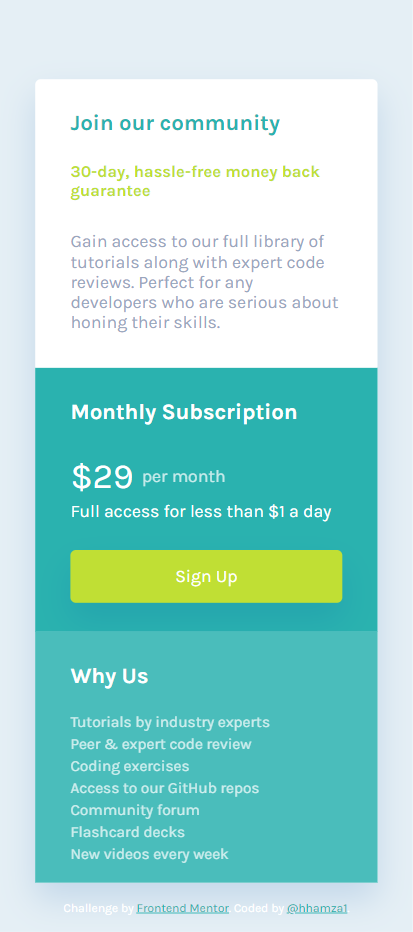 Join our community
30-day, hassle-free money back
guarantee
Gain access to our full library of
tutorials along with expert code
reviews. Perfect for any
developers who are serious about
honing their skills.
Monthly Subscription
$29 per month
Full access for less than $1 a day
Sign Up
Why Us
Tutorials by industry experts
Peer & expert code review
Coding exercises
Access to our GitHub repos
Community forum
Flashcard decks
New videos every week
Challenge by Frontend Mentor. Coded by @hhamza1